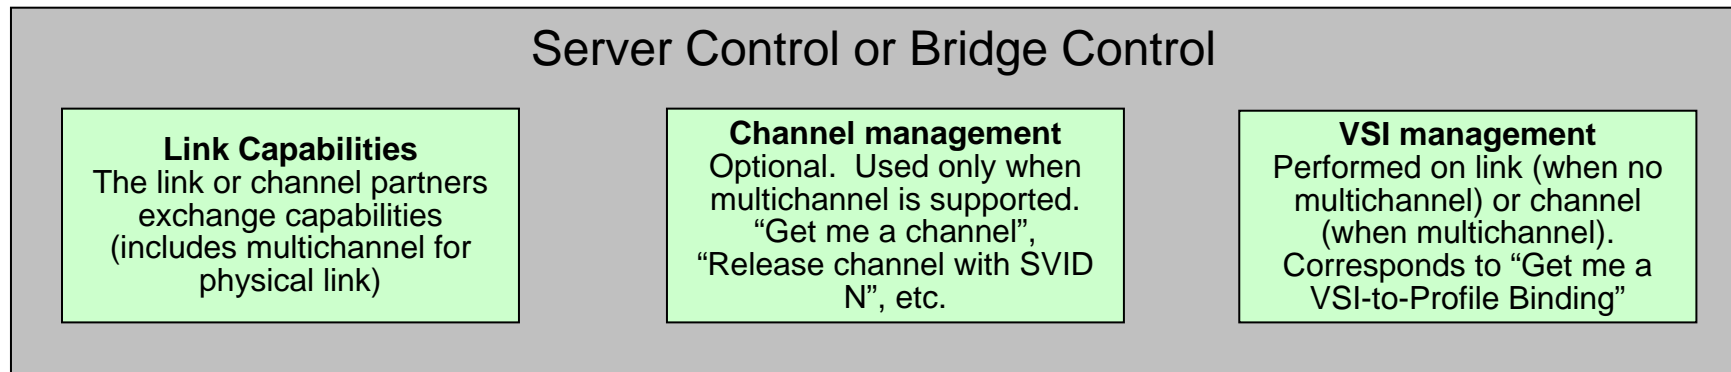 Server Control or Bridge Control
Link Capabilities
The link or channel partners
exchange capabilities
(includes multichannel for
physical link)
Channel management
Optional.  Used only when
multichannel is supported.
“Get me a channel”,
“Release channel with SVID
N”, etc.
VSI management
Performed on link (when no
multichannel) or channel
(when multichannel).
Corresponds to “Get me a
VSI-to-Profile Binding”